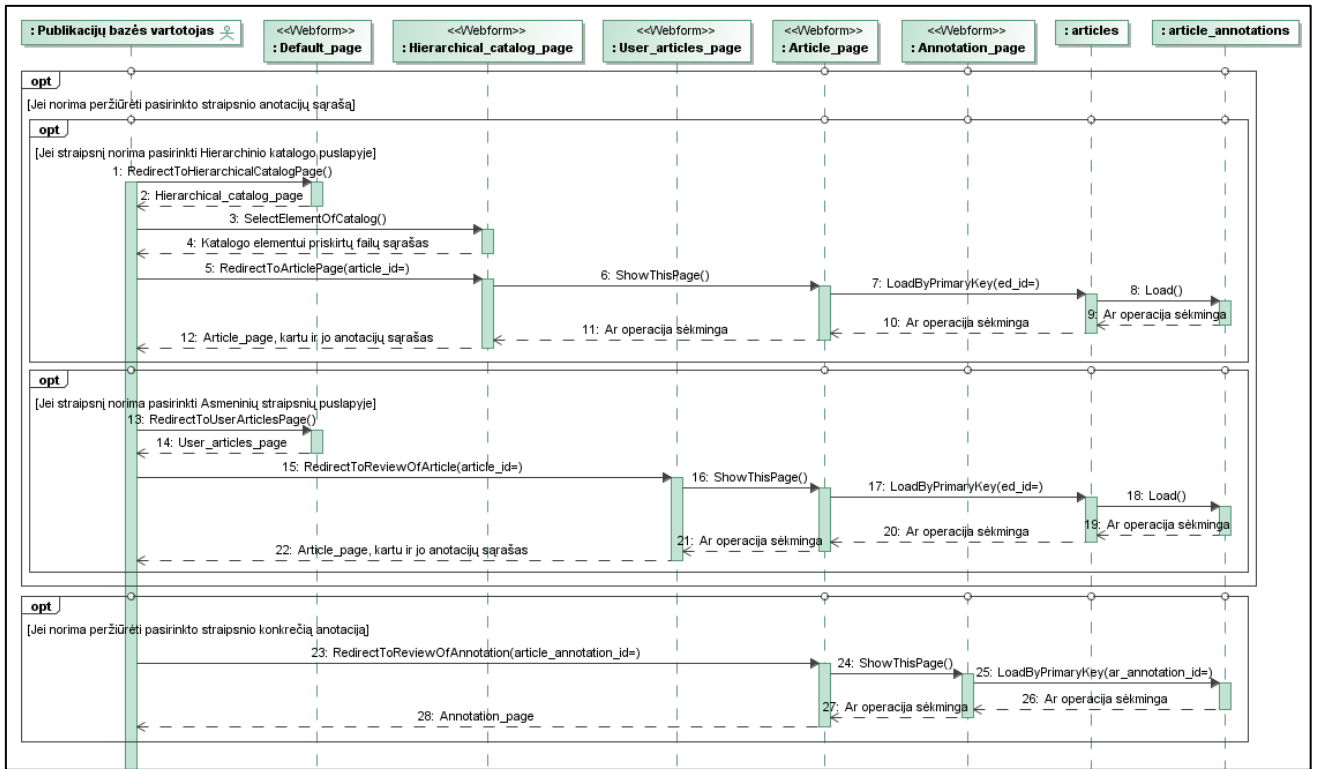 : Publikacijų bazės vartotojas
<<Webform>>
: Default_page
<<Webform>>
: Hierarchical_catalog_page
<<Webform>>
: User_articles_page
<<Webform>>
: Article_page
<<Webform>>
: Annotation_page
: articles
: article_annotations
opt
[Jei norima peržiūrėti pasirinkto straipsnio anotacijų sąrašą]
opt
[Jei straipsnį norima pasirinkti Hierarchinio katalogo puslapyje]
1: RedirectToHierarchicalCatalogPage()
2: Hierarchical_catalog_page
3: SelectElementOfCatalog()
4: Katalogo elementui priskirtų failų sąrašas
5: RedirectToArticlePage(article_id=)
6: ShowThisPage()
7: LoadByPrimaryKey(ed_id=)
8: Load()
9: Ar operacija sėkminga
10: Ar operacija sėkminga
11: Ar operacija sėkminga
12: Article_page, kartu ir jo anotacijų sąrašas
opt
[Jei straipsnį norima pasirinkti Asmeninių straipsnių puslapyje]
13: RedirectToUserArticlesPage()
14: User_articles_page
15: RedirectToReviewOfArticle(article_id=)
16: ShowThisPage()
17: LoadByPrimaryKey(ed_id=)
18: Load()
19: Ar operacija sėkminga
20: Ar operacija sėkminga
21: Ar operacija sėkminga
22: Article_page, kartu ir jo anotacijų sąrašas
opt
[Jei norima peržiūrėti pasirinkto straipsnio konkrečią anotaciją]
23: RedirectToReviewOfAnnotation(article_annotation_id=)
24: ShowThisPage()
25: LoadByPrimaryKey(ar_annotation_id=)
26: Ar operacija sėkminga
27: Ar operacija sėkminga
28: Annotation_page